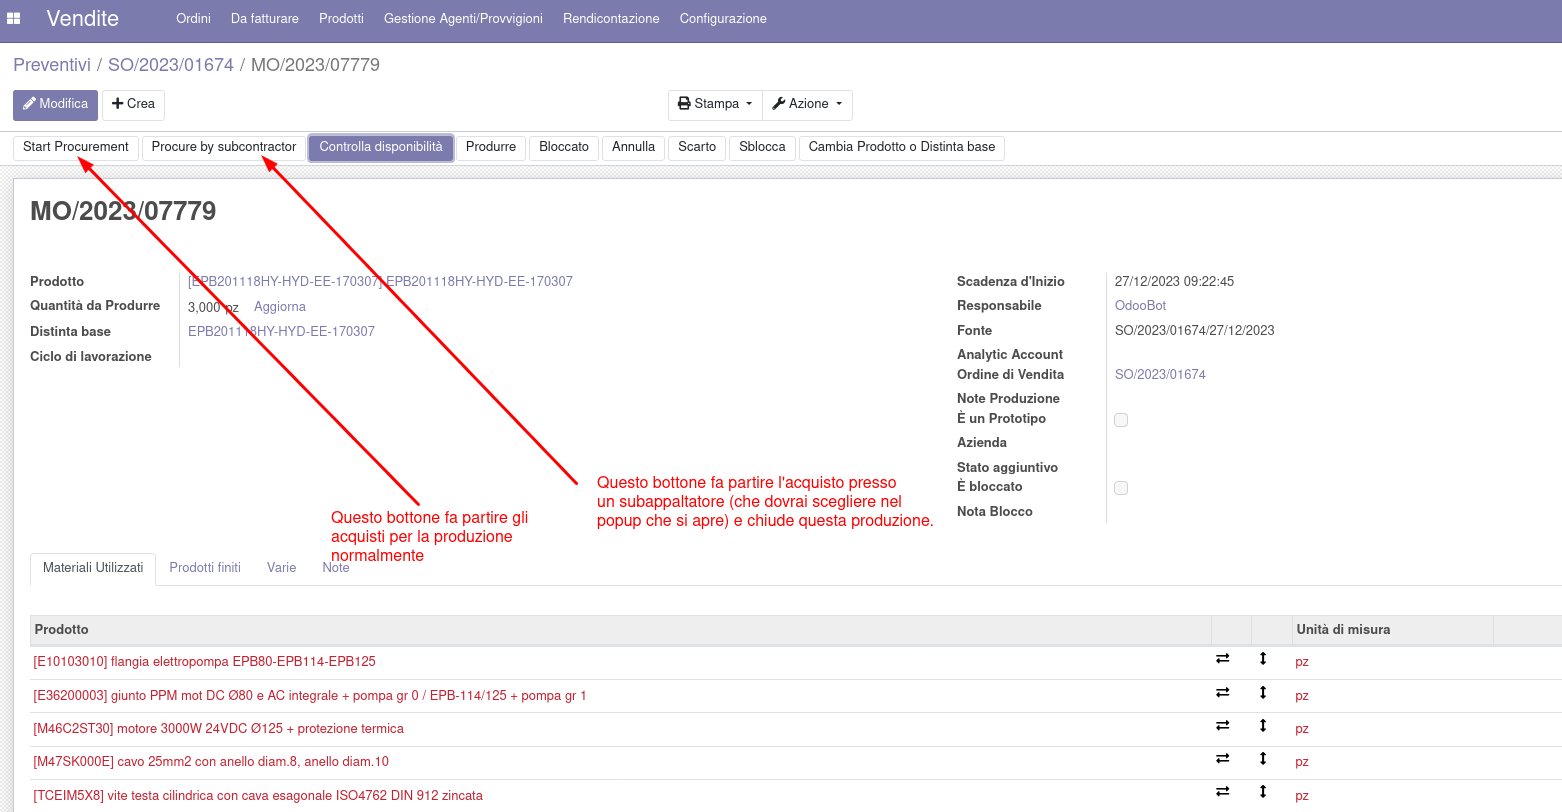 Vendite Ordini Da fatturare Prodotti Gestione Agenti/Provvigioni Rendicontazione Configurazione
Preventivi / SO/2023/01674 / MO/2023/07779
Modifica Crea Stampa Azione
Start Procurement Procure by subcontractor Controlla disponibilità Produrre Bloccato Annulla Scarto Sblocca Cambia Prodotto o Distinta base
MO/2023/07779
Prodotto [EPB201118HY-HYD-EE-170307] EPB201118HY-HYD-EE-170307
Quantità da Produrre 3,000 pz Aggiorna
Distinta base EPB201118HY-HYD-EE-170307
Ciclo di lavorazione
Scadenza d'Inizio 27/12/2023 09:22:45
Responsabile OdooBot
Fonte SO/2023/01674/27/12/2023
Analytic Account
Ordine di Vendita SO/2023/01674
Note Produzione
È un Prototipo
Azienda
Stato aggiuntivo
È bloccato
Nota Blocco
Questo bottone fa partire l'acquisto presso
un subappaltatore (che dovrai scegliere nel
popup che si apre) e chiude questa produzione.
Questo bottone fa partire gli
acquisti per la produzione
normalmente
Materiali Utilizzati Prodotti finiti Varie Note
Prodotto Unità di misura
[E10103010] flangia elettropompa EPB80-EPB114-EPB125 pz
[E36200003] giunto PPM mot DC Ø80 e AC integrale + pompa gr 0 / EPB-114/125 + pompa gr 1 pz
[M46C2ST30] motore 3000W 24VDC Ø125 + protezione termica pz
[M47SK000E] cavo 25mm2 con anello diam.8, anello diam.10 pz
[TCEIM5X8] vite testa cilindrica con cava esagonale ISO4762 DIN 912 zincata pz